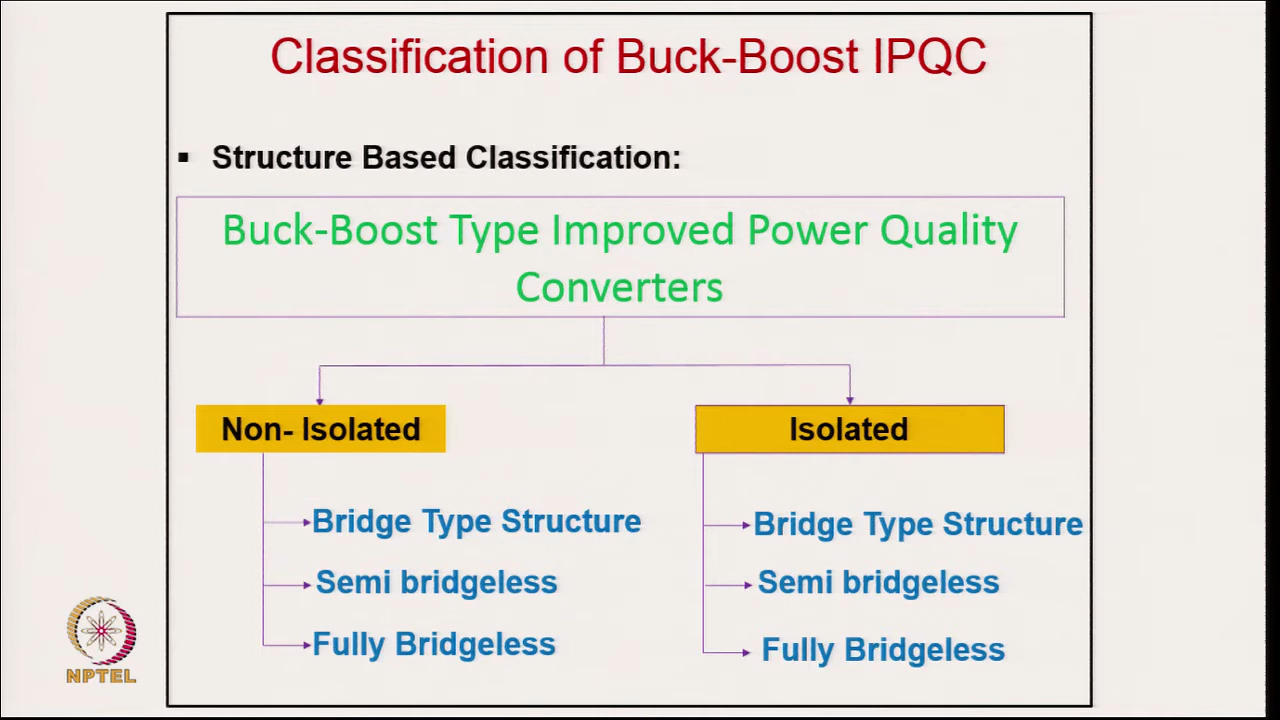 Classification of Buck-Boost IPQC
▪ Structure Based Classification:
Buck-Boost Type Improved Power Quality
Converters
Non- Isolated
Isolated
Bridge Type Structure
Semi bridgeless
Fully Bridgeless
Bridge Type Structure
Semi bridgeless
Fully Bridgeless
NPTEL